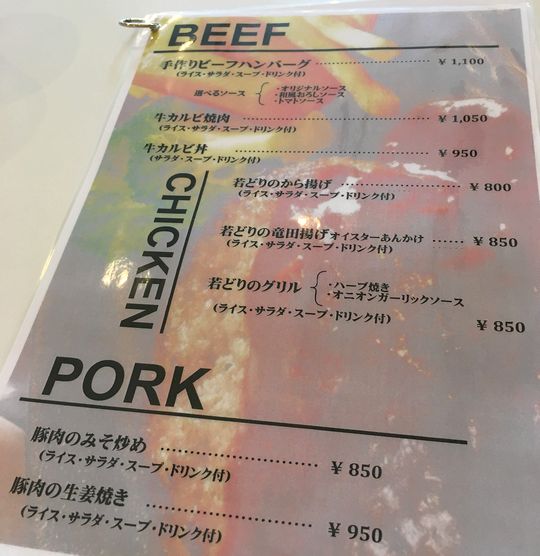 BEEF
手作りビーフハンバーグ ¥1,100
(ライス・サラダ・スープ・ドリンク付)
選べるソース
・オリジナルソース
・和風おろしソース
・トマトソース
牛カルビ焼肉 ¥1,050
(ライス・サラダ・スープ・ドリンク付)
牛カルビ丼 ¥950
(サラダ・スープ・ドリンク付)
CHICKEN
若どりのから揚げ ¥800
(ライス・サラダ・スープ・ドリンク付)
若どりの竜田揚げオイスターあんかけ ¥850
(ライス・サラダ・スープ・ドリンク付)
若どりのグリル
・ハーブ焼き
・オニオンガーリックソース
(ライス・サラダ・スープ・ドリンク付) ¥850
PORK
豚肉のみそ炒め ¥850
(ライス・サラダ・スープ・ドリンク付)
豚肉の生姜焼き ¥950
(ライス・サラダ・スープ・ドリンク付)